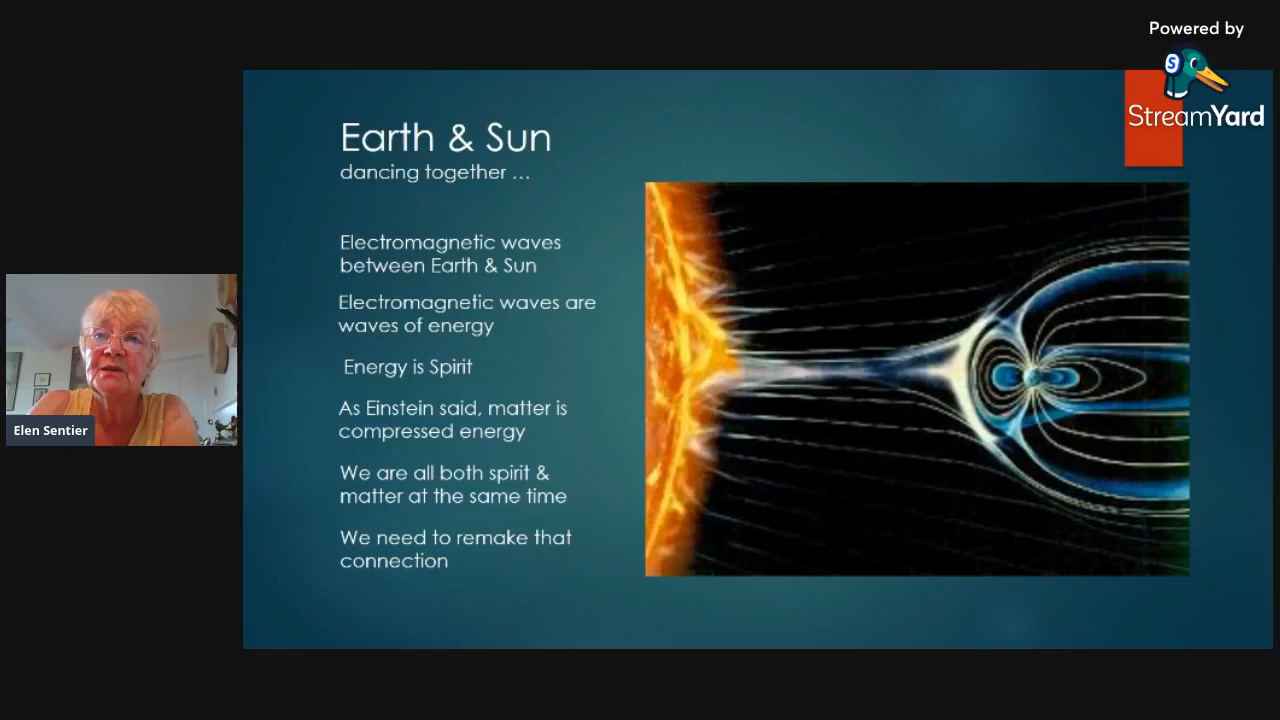 Powered by
S
StreamYard
Earth & Sun
dancing together ...
Electromagnetic waves
between Earth & Sun
Electromagnetic waves are
waves of energy
Energy is Spirit
As Einstein said, matter is
compressed energy
We are all both spirit &
matter at the same time
We need to remake that
connection
Elen Sentier